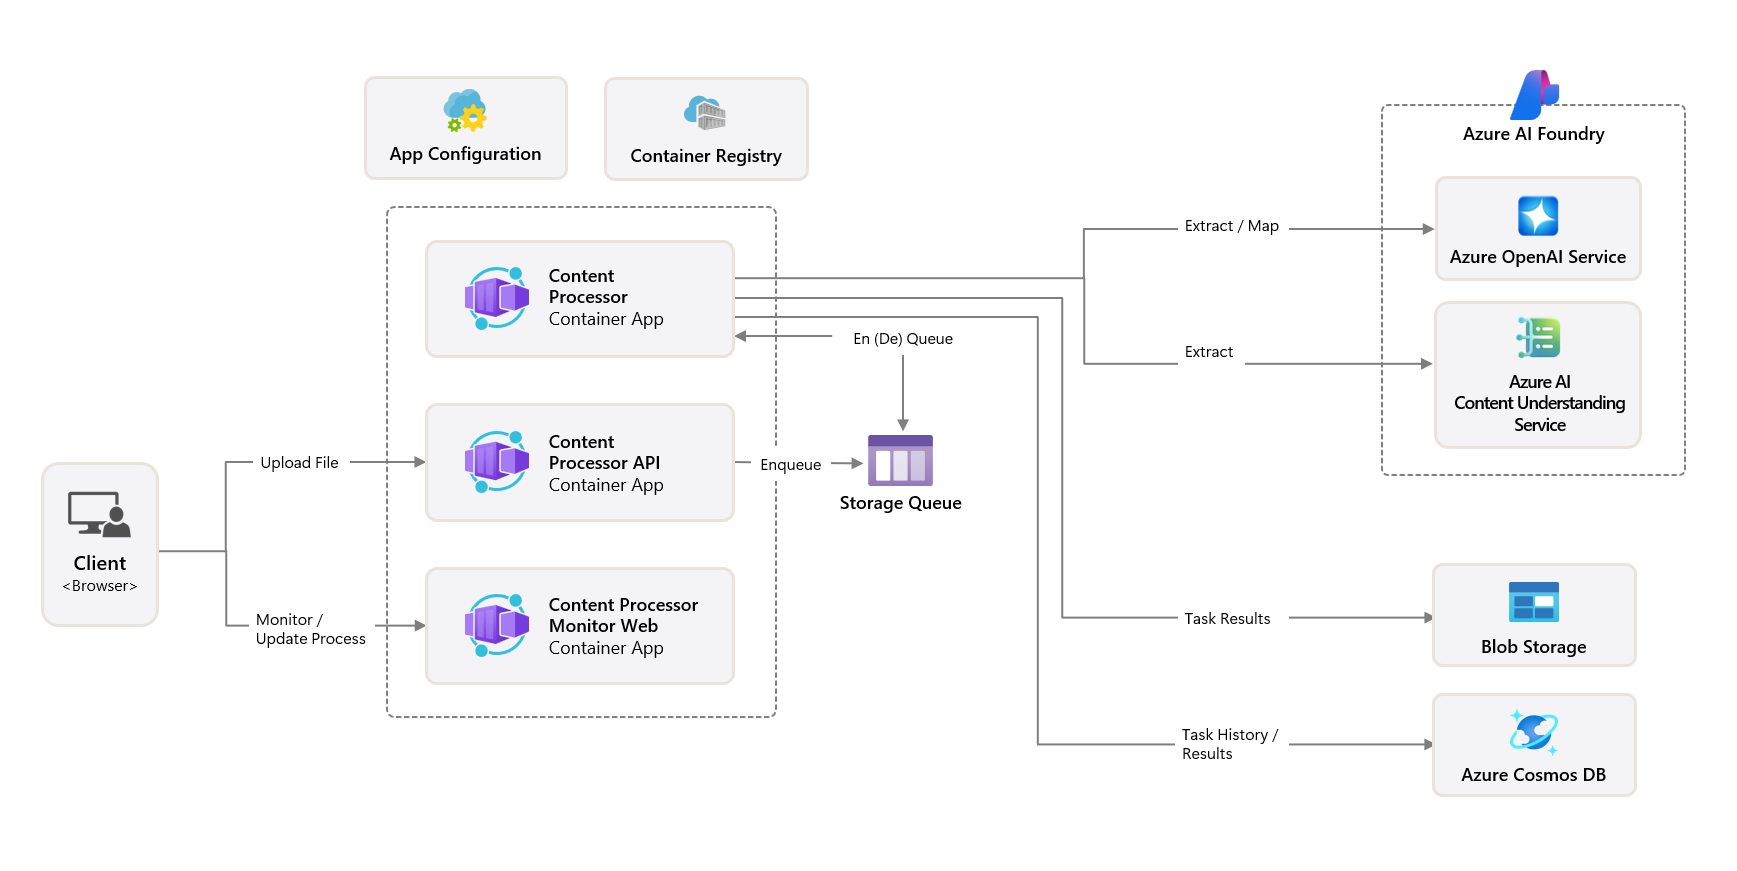 App Configuration
Container Registry
Azure AI Foundry
Content
Processor
Container App
Extract / Map
Azure OpenAI Service
En (De) Queue
Extract
Azure AI
Content Understanding
Service
Upload File
Content
Processor API
Container App
Enqueue
Storage Queue
Client
<Browser>
Monitor /
Update Process
Content Processor
Monitor Web
Container App
Task Results
Blob Storage
Task History /
Results
Azure Cosmos DB